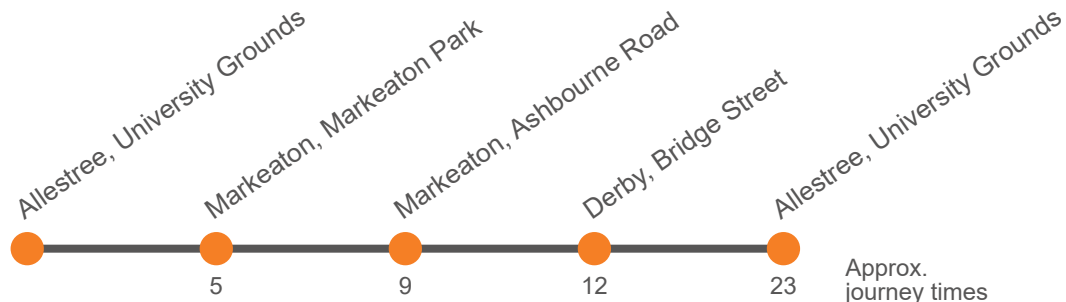 Allestree, University Grounds
Markeaton, Markeaton Park
Markeaton, Ashbourne Road
Derby, Bridge Street
Allestree, University Grounds
5
9
12
23
Approx.
journey times